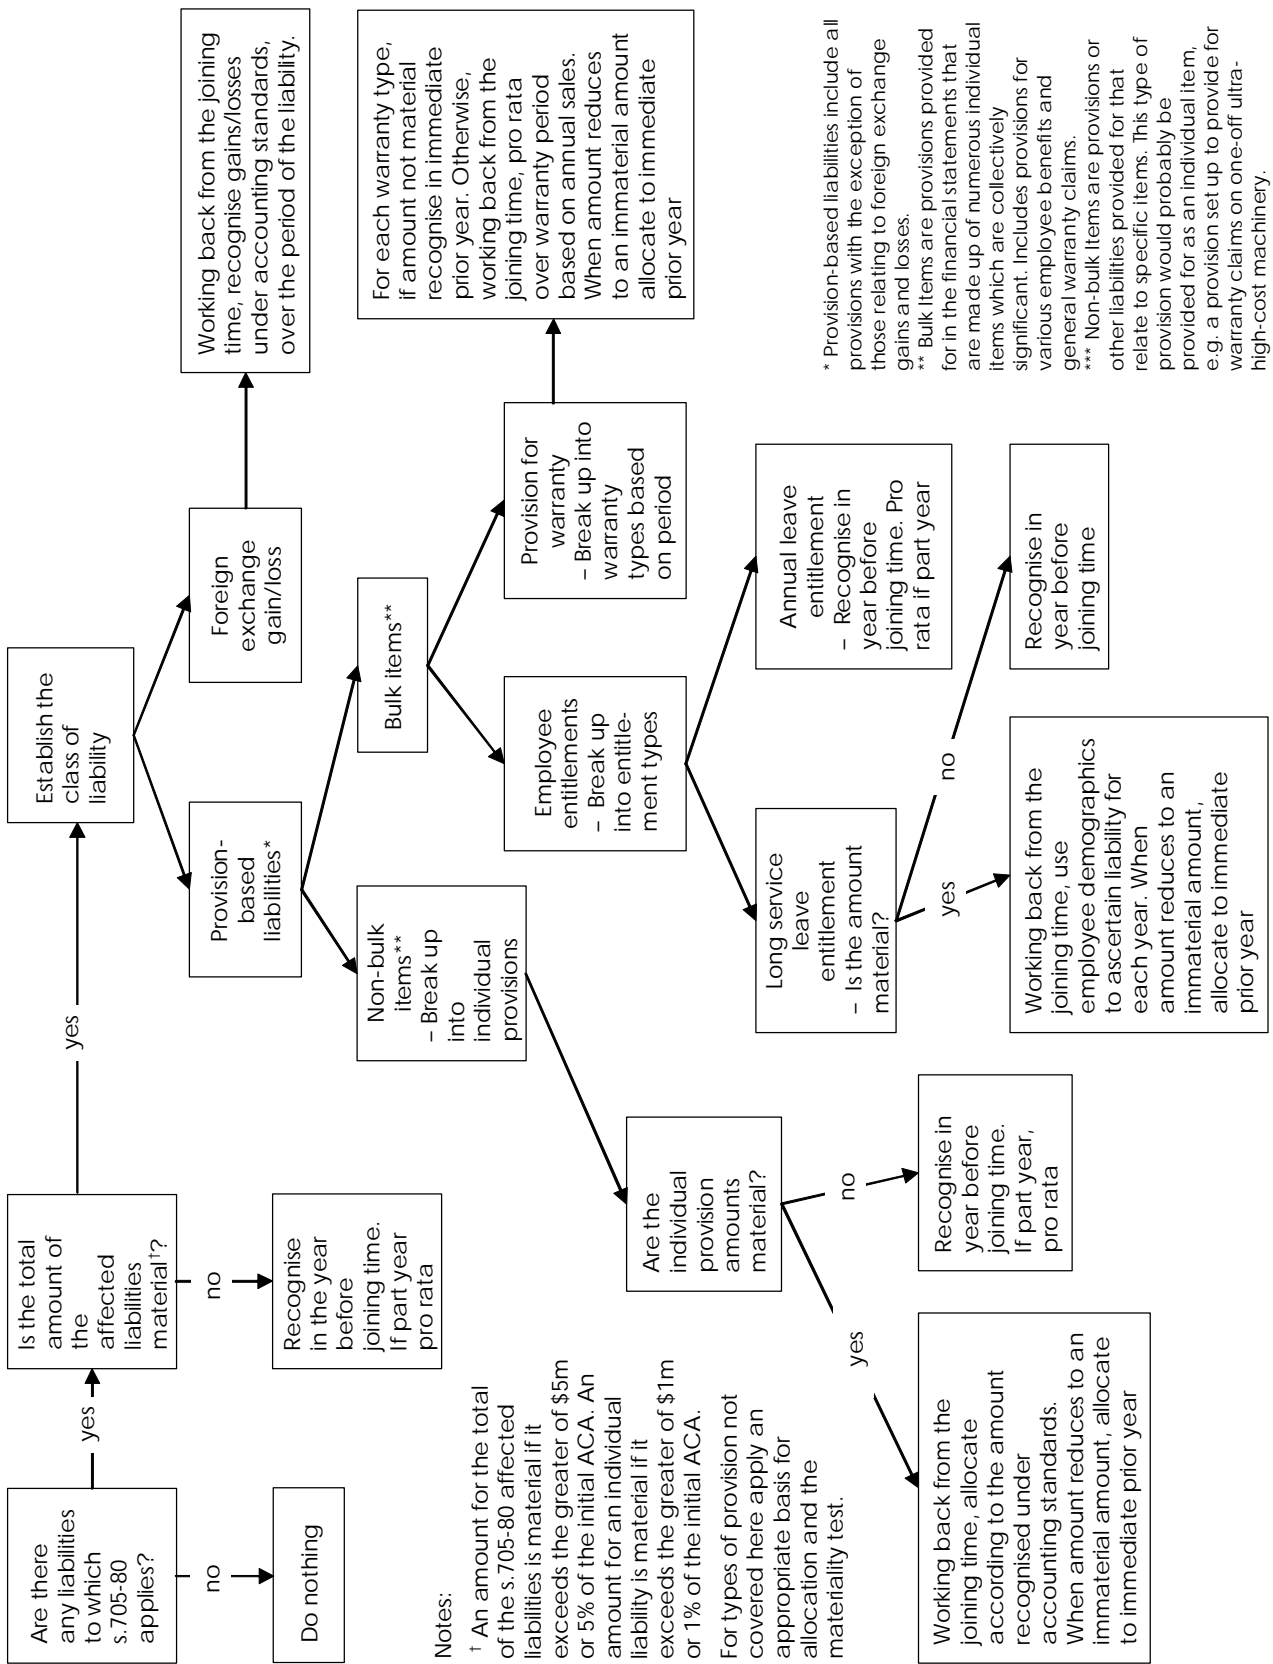 Are there
any liabilities
to which
s.705-80
applies?
yes
no
Do nothing
Is the total
amount of
the
affected
liabilities
material†?
yes
no
Recognise
in the year
before
joining time.
If part year
pro rata
Establish the
class of
liability
Provision-
based
liabilities*
Foreign
exchange
gain/loss
Working back from the joining
time, recognise gains/losses
under accounting standards,
over the period of the liability.
Non-bulk
items**
– Break up
into
individual
provisions
Bulk items**
Employee
entitlements
– Break up
into entitle-
ment types
Provision for
warranty
– Break up into
warranty
types based
on period
For each warranty type,
if amount not material
recognise in immediate
prior year. Otherwise,
working back from the
joining time, pro rata
over warranty period
based on annual sales.
When amount reduces
to an immaterial amount
allocate to immediate
prior year
Are the
individual
provision
amounts
material?
yes
no
Working back from the
joining time, allocate
according to the amount
recognised under
accounting standards.
When amount reduces to an
immaterial amount, allocate
to immediate prior year
Recognise in
year before
joining time.
If part year,
pro rata
Long service
leave
entitlement
– Is the amount
material?
yes
no
Annual leave
entitlement
– Recognise in
year before
joining time. Pro
rata if part year
Working back from the
joining time, use
employee demographics
to ascertain liability for
each year. When
amount reduces to an
immaterial amount,
allocate to immediate
prior year
Recognise in
year before
joining time
Notes:
† An amount for the total
of the s.705-80 affected
liabilities is material if it
exceeds the greater of $5m
or 5% of the initial ACA. An
amount for an individual
liability is material if it
exceeds the greater of $1m
or 1% of the initial ACA.
For types of provision not
covered here apply an
appropriate basis for
allocation and the
materiality test.
* Provision-based liabilities include all
provisions with the exception of
those relating to foreign exchange
gains and losses.
** Bulk Items are provisions provided
for in the financial statements that
are made up of numerous individual
items which are collectively
significant. Includes provisions for
various employee benefits and
general warranty claims.
*** Non-bulk Items are provisions or
other liabilities provided for that
relate to specific items. This type of
provision would probably be
provided for as an individual item,
e.g. a provision set up to provide for
warranty claims on one-off ultra-
high-cost machinery.